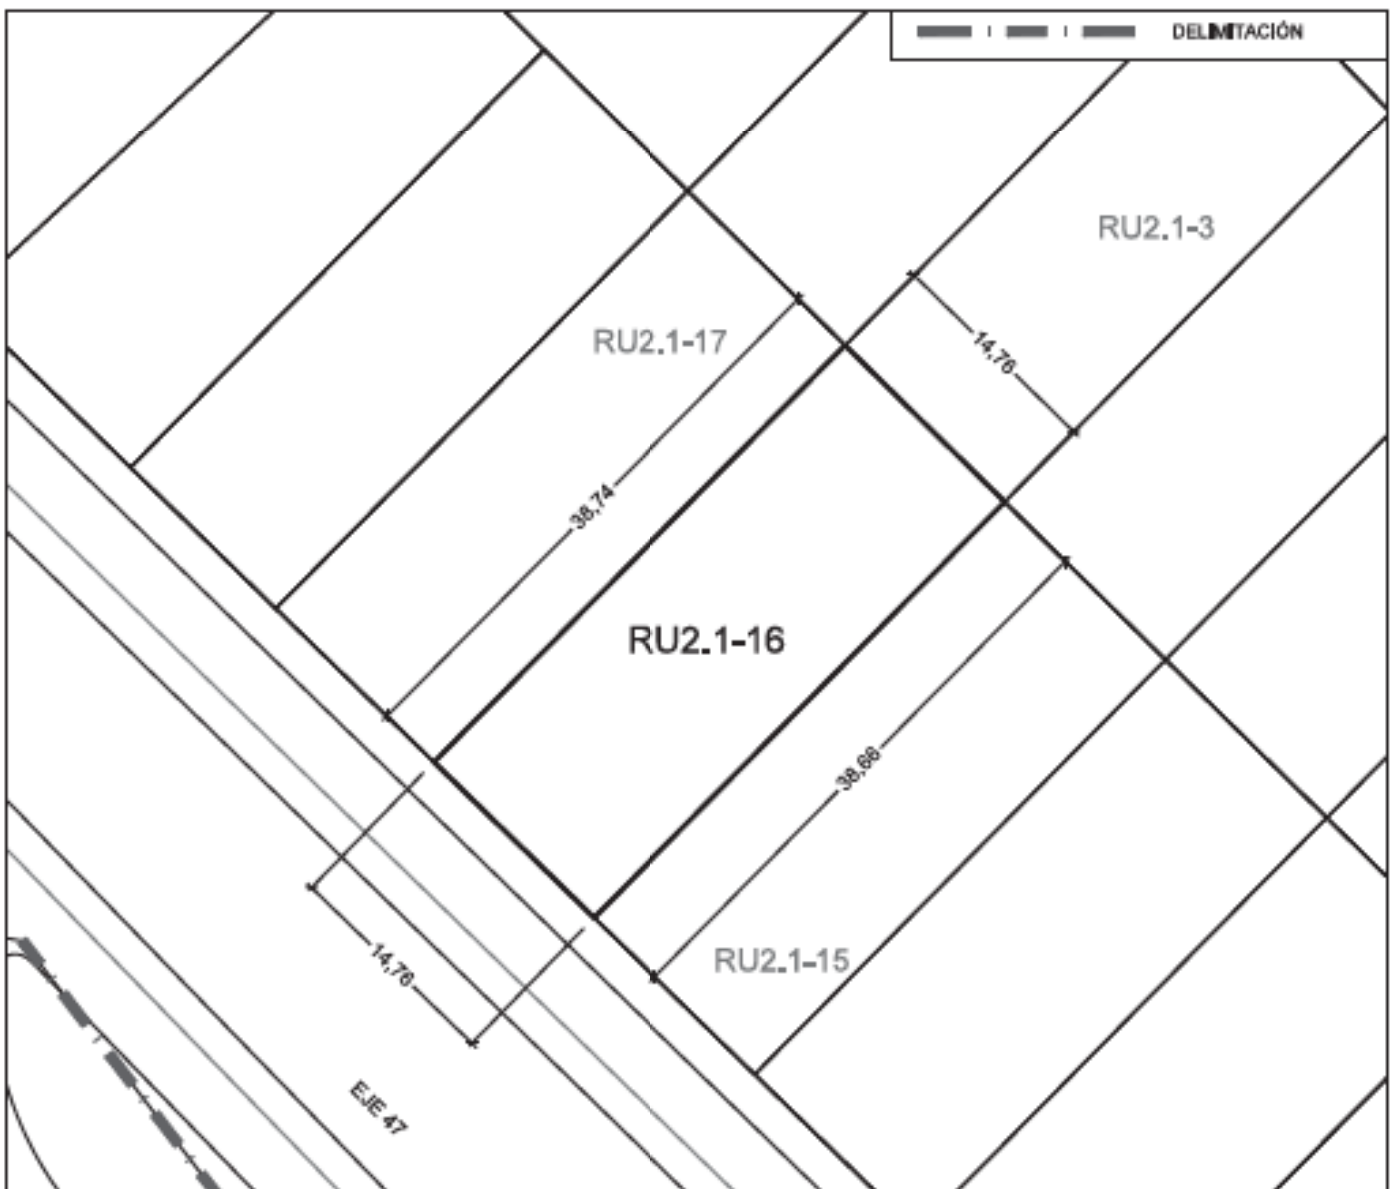 DELIMITACIÓN
RU2.1-3
RU2.1-17
14,76
38,74
RU2.1-16
38,66
RU2.1-15
14,76
EJE 47